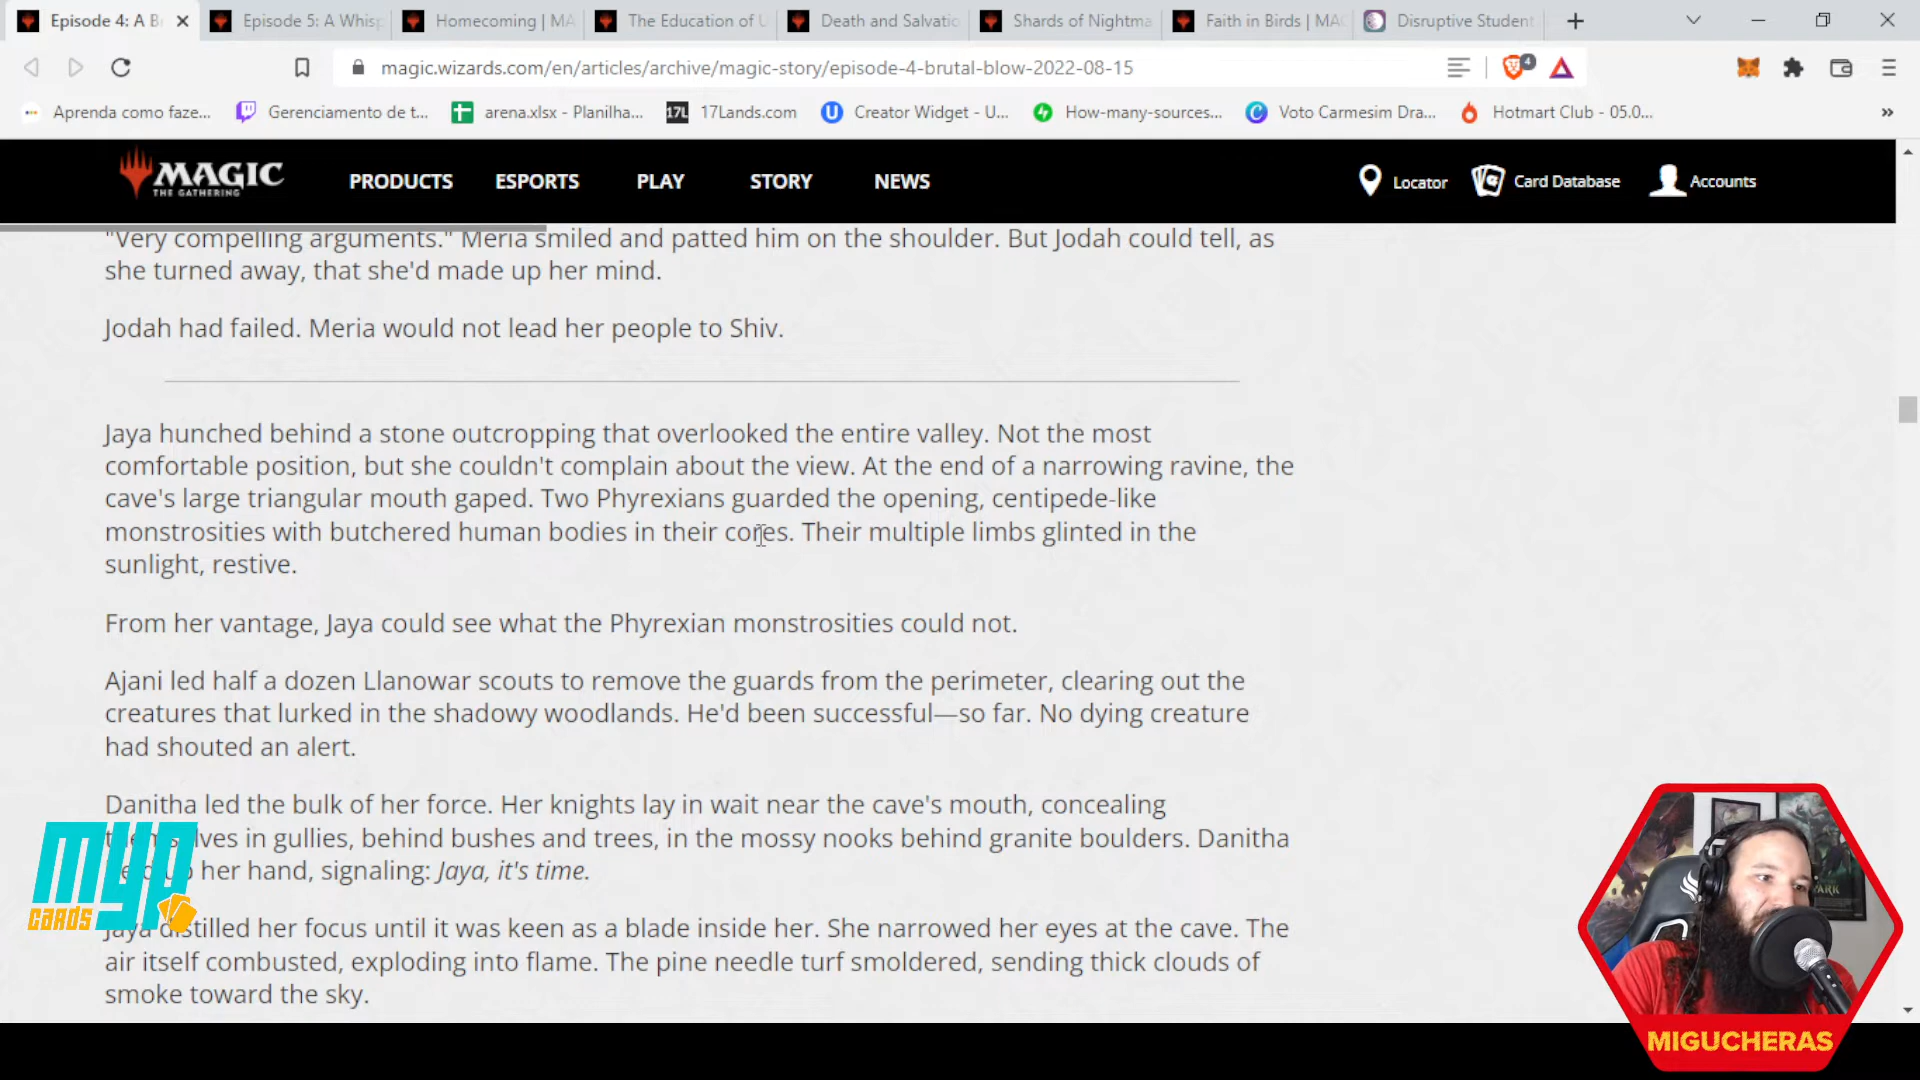 Episode 4: A B
Episode 5: A Whisp
Homecoming | MA
The Education of U
Death and Salvatio
Shards of Nightma
Faith in Birds | MAG
Disruptive Student
magic.wizards.com/en/articles/archive/magic-story/episode-4-brutal-blow-2022-08-15
4
Aprenda como faze...
Gerenciamento de t...
arena.xlsx - Planilha...
17L 17Lands.com
U Creator Widget - U...
How-many-sources...
C Voto Carmesim Dra...
Hotmart Club - 05.0...
»
MAGIC
THE GATHERING
PRODUCTS
ESPORTS
PLAY
STORY
NEWS
Locator
Card Database
Accounts
"Very compelling arguments." Meria smiled and patted him on the shoulder. But Jodah could tell, as
she turned away, that she'd made up her mind.
Jodah had failed. Meria would not lead her people to Shiv.
Jaya hunched behind a stone outcropping that overlooked the entire valley. Not the most
comfortable position, but she couldn't complain about the view. At the end of a narrowing ravine, the
cave's large triangular mouth gaped. Two Phyrexians guarded the opening, centipede-like
monstrosities with butchered human bodies in their cores. Their multiple limbs glinted in the
sunlight, restive.
From her vantage, Jaya could see what the Phyrexian monstrosities could not.
Ajani led half a dozen Llanowar scouts to remove the guards from the perimeter, clearing out the
creatures that lurked in the shadowy woodlands. He'd been successful—so far. No dying creature
had shouted an alert.
Danitha led the bulk of her force. Her knights lay in wait near the cave's mouth, concealing
themselves in gullies, behind bushes and trees, in the mossy nooks behind granite boulders. Danitha
her hand, signaling: Jaya, it's time.
Jaya distilled her focus until it was keen as a blade inside her. She narrowed her eyes at the cave. The
air itself combusted, exploding into flame. The pine needle turf smoldered, sending thick clouds of
smoke toward the sky.
myp
CARDS
MIGUCHERAS